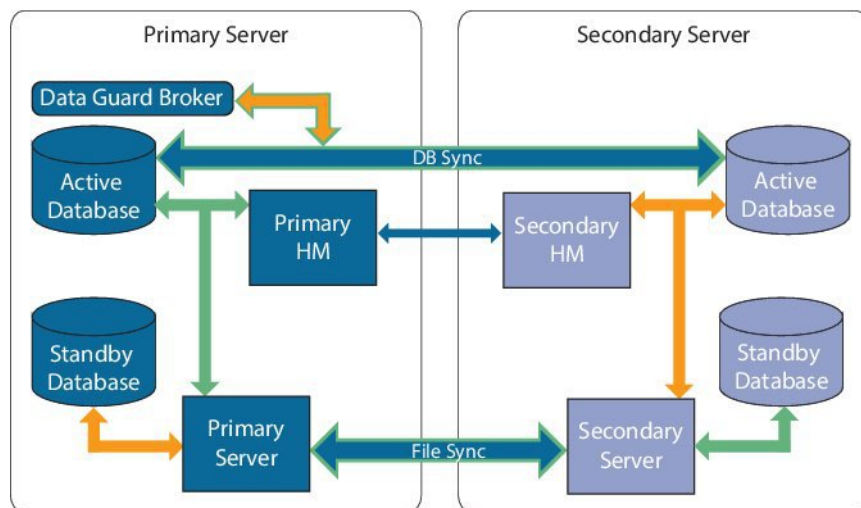 Primary Server
Secondary Server
Data Guard Broker
DB Sync
Active
Database
Active
Database
Primary
HM
Secondary
HM
Standby
Database
Standby
Database
Primary
Server
File Sync
Secondary
Server